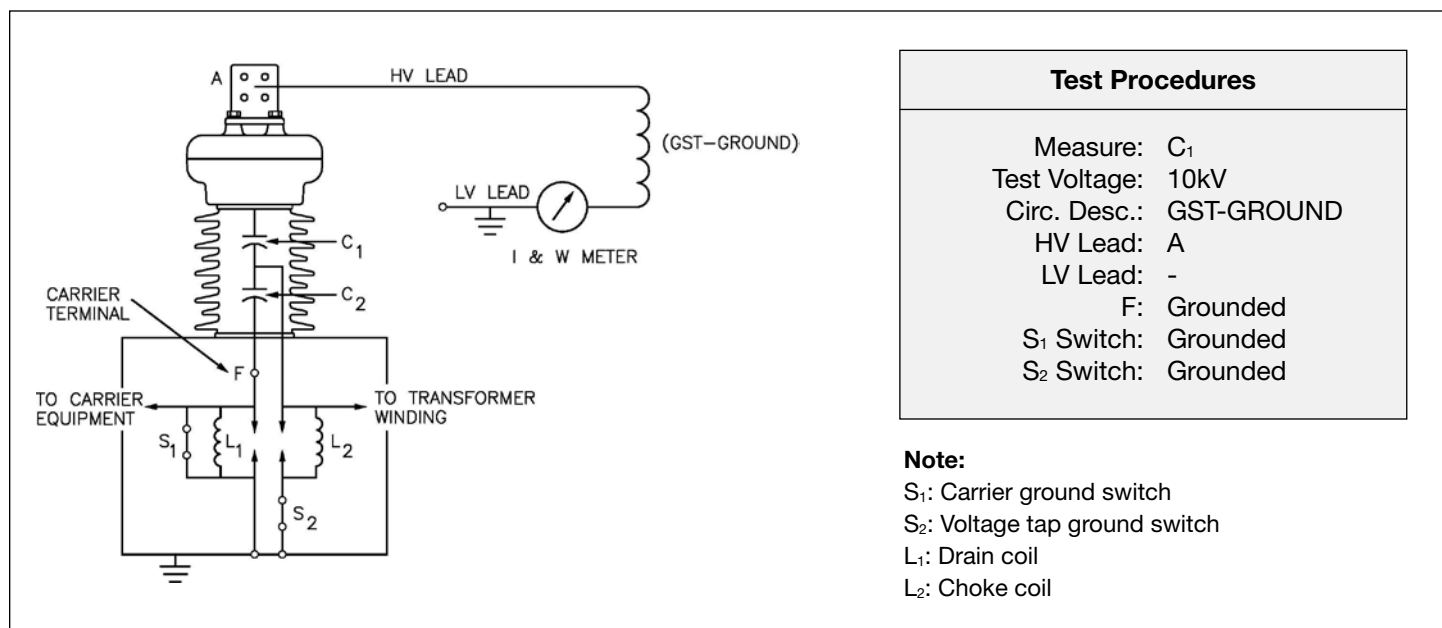 A
HV LEAD
(GST-GROUND)
LV LEAD
I & W METER
C₁
C₂
CARRIER
TERMINAL
F
TO CARRIER
EQUIPMENT
TO TRANSFORMER
WINDING
S₁
L₁
L₂
S₂
Test Procedures
Measure: C₁
Test Voltage: 10kV
Circ. Desc.: GST-GROUND
HV Lead: A
LV Lead: -
F: Grounded
S₁ Switch: Grounded
S₂ Switch: Grounded
Note:
S₁: Carrier ground switch
S₂: Voltage tap ground switch
L₁: Drain coil
L₂: Choke coil